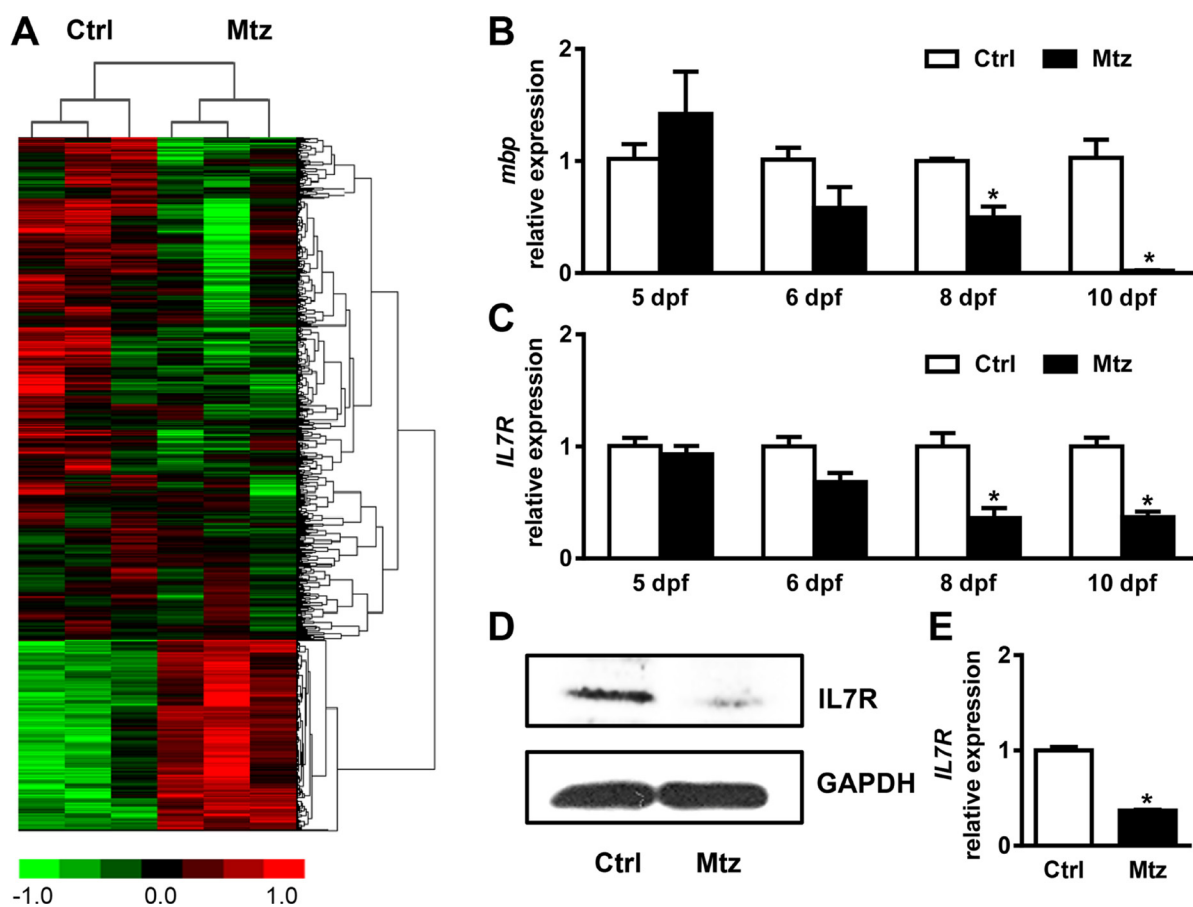 A
Ctrl Mtz
-1.0 0.0 1.0
B
mbp
relative expression
2
1
0
Ctrl Mtz
* *
5 dpf 6 dpf 8 dpf 10 dpf
C
IL7R
relative expression
2
1
0
Ctrl Mtz
* *
5 dpf 6 dpf 8 dpf 10 dpf
D
IL7R
GAPDH
Ctrl Mtz
E
IL7R
relative expression
2
1
0
*
Ctrl Mtz